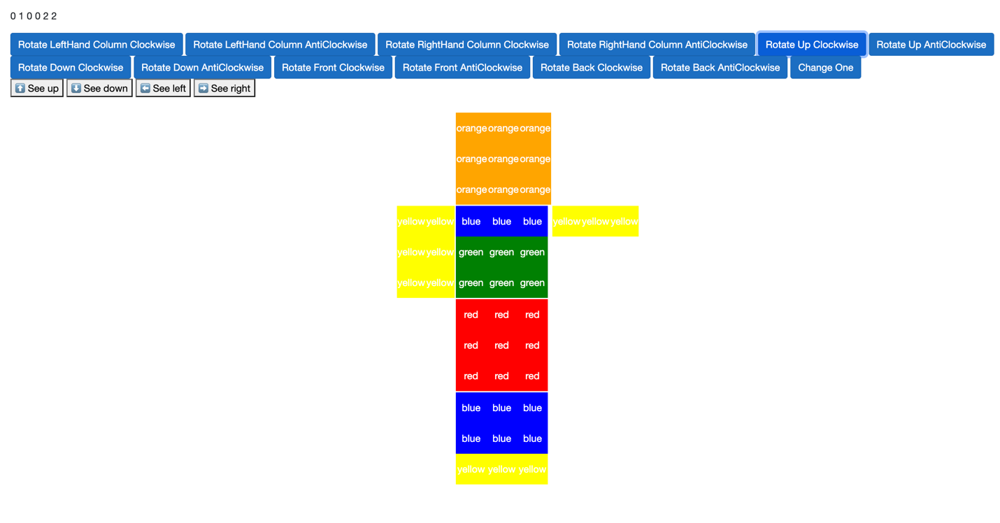 0 1 0 0 2 2
Rotate LeftHand Column Clockwise Rotate LeftHand Column AntiClockwise Rotate RightHand Column Clockwise Rotate RightHand Column AntiClockwise Rotate Up Clockwise Rotate Up AntiClockwise
Rotate Down Clockwise Rotate Down AntiClockwise Rotate Front Clockwise Rotate Front AntiClockwise Rotate Back Clockwise Rotate Back AntiClockwise Change One
⬆️ See up ⬇️ See down ⬅️ See left ➡️ See right
orange orange orange
orange orange orange
orange orange orange
yellow yellow blue blue blue yellow yellow yellow
yellow yellow green green green
yellow yellow green green green
red red red
red red red
red red red
blue blue blue
blue blue blue
yellow yellow yellow